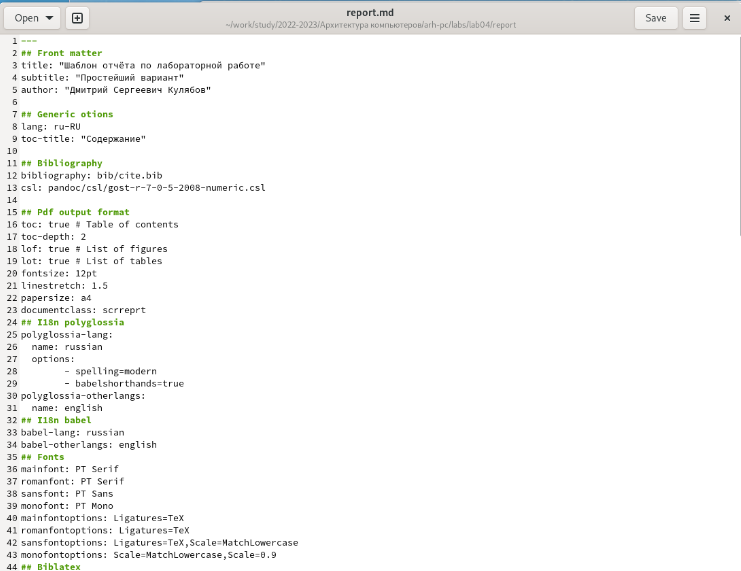 Open
report.md
~/work/study/2022-2023/Архитектура компьютеров/arh-pc/labs/lab04/report
Save
1 ---
2 ## Front matter
3 title: "Шаблон отчёта по лабораторной работе"
4 subtitle: "Простейший вариант"
5 author: "Дмитрий Сергеевич Кулябов"
6
7 ## Generic otions
8 lang: ru-RU
9 toc-title: "Содержание"
10
11 ## Bibliography
12 bibliography: bib/cite.bib
13 csl: pandoc/csl/gost-r-7-0-5-2008-numeric.csl
14
15 ## Pdf output format
16 toc: true # Table of contents
17 toc-depth: 2
18 lof: true # List of figures
19 lot: true # List of tables
20 fontsize: 12pt
21 linestretch: 1.5
22 papersize: a4
23 documentclass: scrreprt
24 ## I18n polyglossia
25 polyglossia-lang:
26   name: russian
27   options:
28         - spelling=modern
29         - babelshorthands=true
30 polyglossia-otherlangs:
31   name: english
32 ## I18n babel
33 babel-lang: russian
34 babel-otherlangs: english
35 ## Fonts
36 mainfont: PT Serif
37 romanfont: PT Serif
38 sansfont: PT Sans
39 monofont: PT Mono
40 mainfontoptions: Ligatures=TeX
41 romanfontoptions: Ligatures=TeX
42 sansfontoptions: Ligatures=TeX,Scale=MatchLowercase
43 monofontoptions: Scale=MatchLowercase,Scale=0.9
44 ## Biblatex